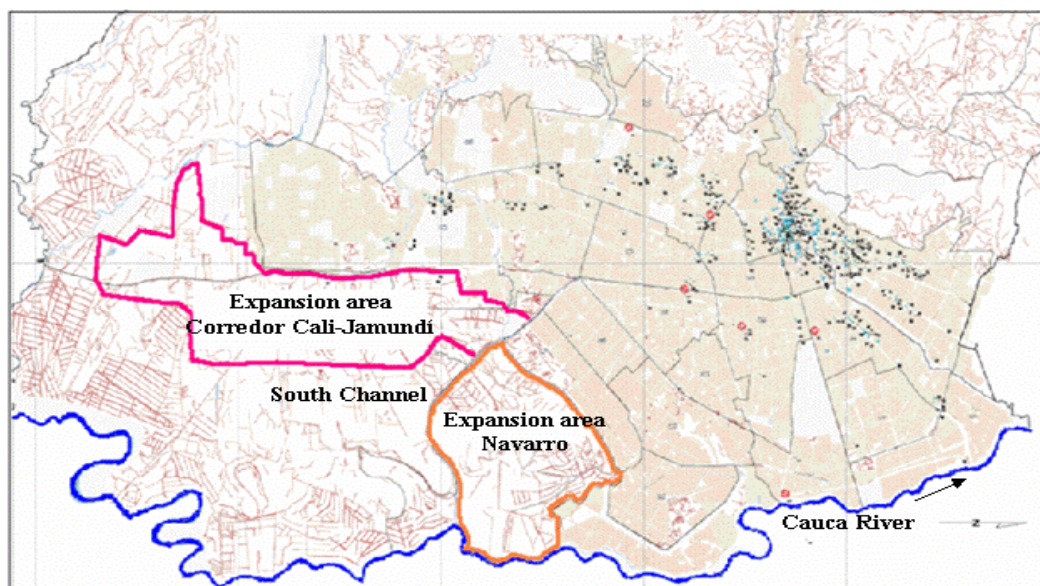 Expansion area
Corredor Cali-Jamundí
South Channel
Expansion area
Navarro
Cauca River